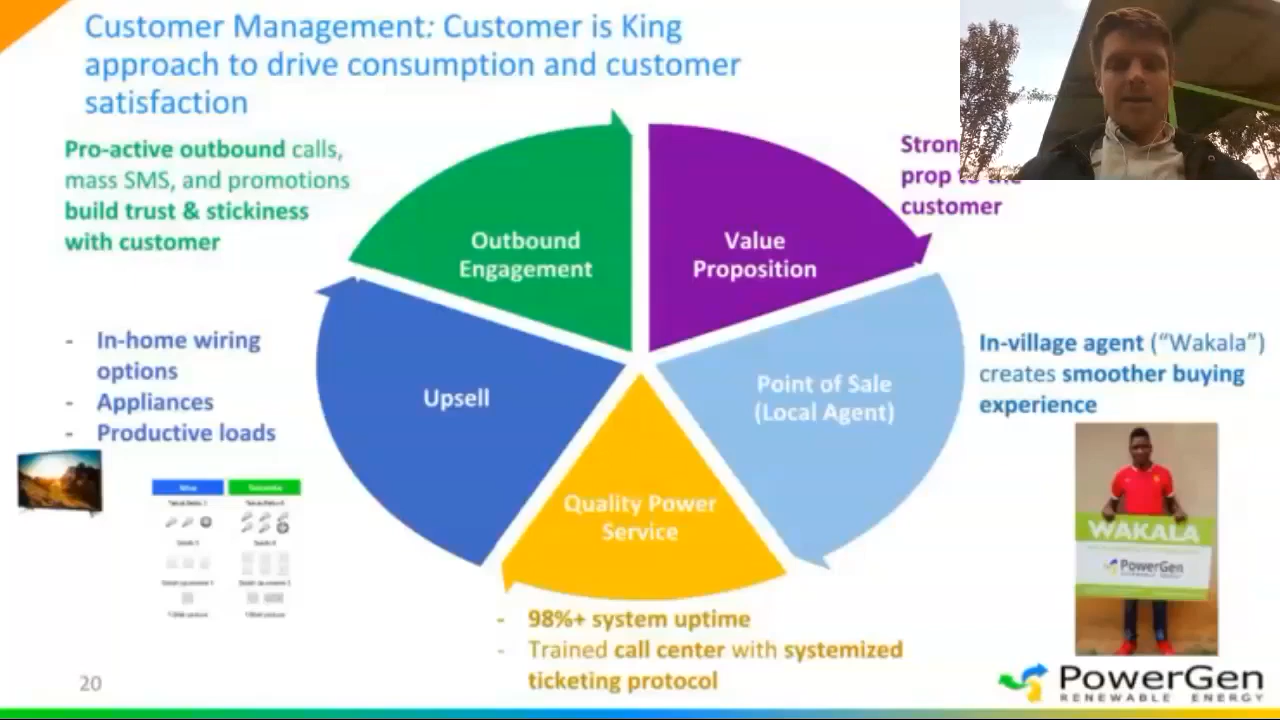 Customer Management: Customer is King
approach to drive consumption and customer
satisfaction
Pro-active outbound calls,
mass SMS, and promotions
build trust & stickiness
with customer
Outbound
Engagement
Value
Proposition
prop to the
customer
- In-home wiring
options
- Appliances
- Productive loads
Upsell
Point of Sale
(Local Agent)
In-village agent (“Wakala”)
creates smoother buying
experience
Quality Power
Service
WAKALA
PowerGen
- 98%+ system uptime
- Trained call center with systemized
ticketing protocol
20
PowerGen
RENEWABLE ENERGY